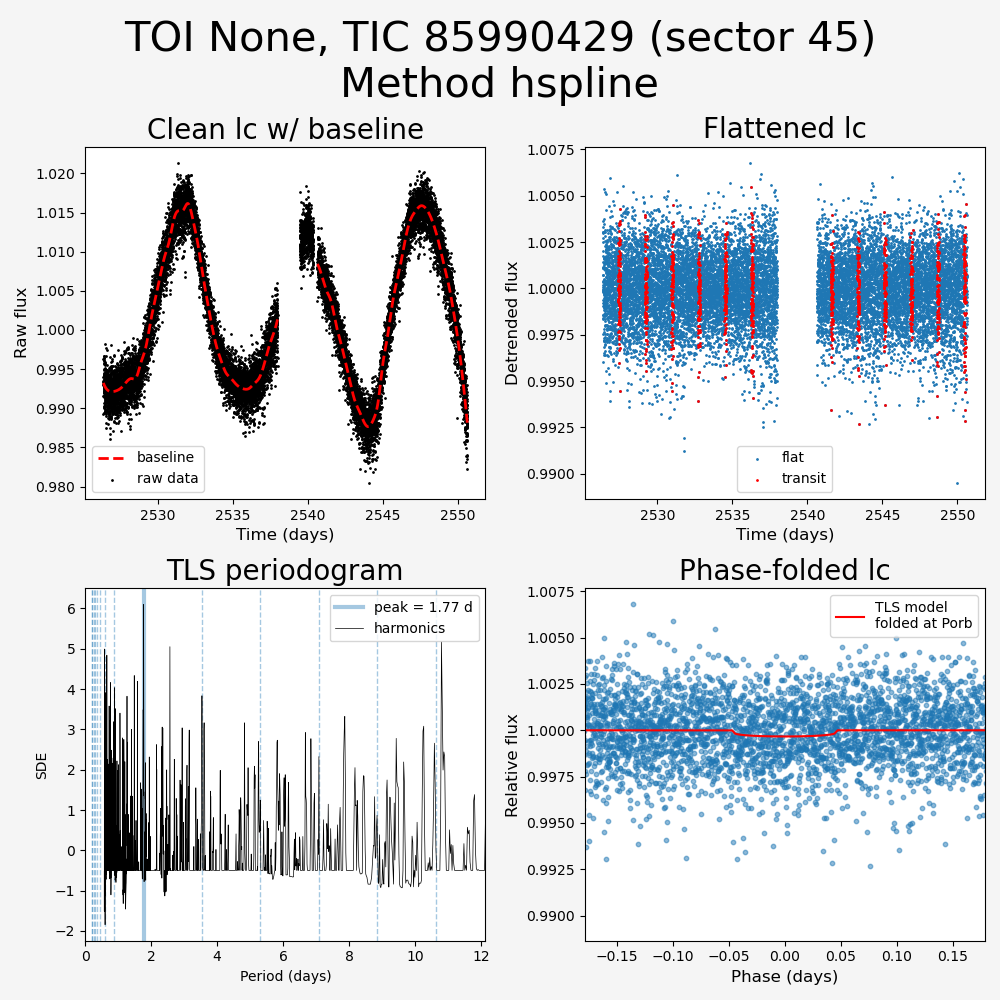 TOI None, TIC 85990429 (sector 45)
Method hspline
Clean lc w/ baseline
Raw flux
1.020
1.015
1.010
1.005
1.000
0.995
0.990
0.985
0.980
baseline
raw data
2530
2535
2540
2545
2550
Time (days)
Flattened lc
Detrended flux
1.0075
1.0050
1.0025
1.0000
0.9975
0.9950
0.9925
0.9900
flat
transit
2530
2535
2540
2545
2550
Time (days)
TLS periodogram
SDE
6
5
4
3
2
1
0
−1
−2
peak = 1.77 d
harmonics
0
2
4
6
8
10
12
Period (days)
Phase-folded lc
Relative flux
1.0075
1.0050
1.0025
1.0000
0.9975
0.9950
0.9925
0.9900
TLS model
folded at Porb
−0.15
−0.10
−0.05
0.00
0.05
0.10
0.15
Phase (days)